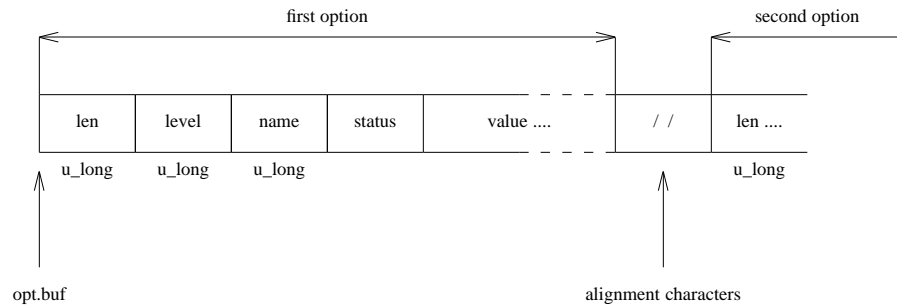 first option
second option
len level name status value .... / / len ....
u_long u_long u_long u_long
opt.buf alignment characters